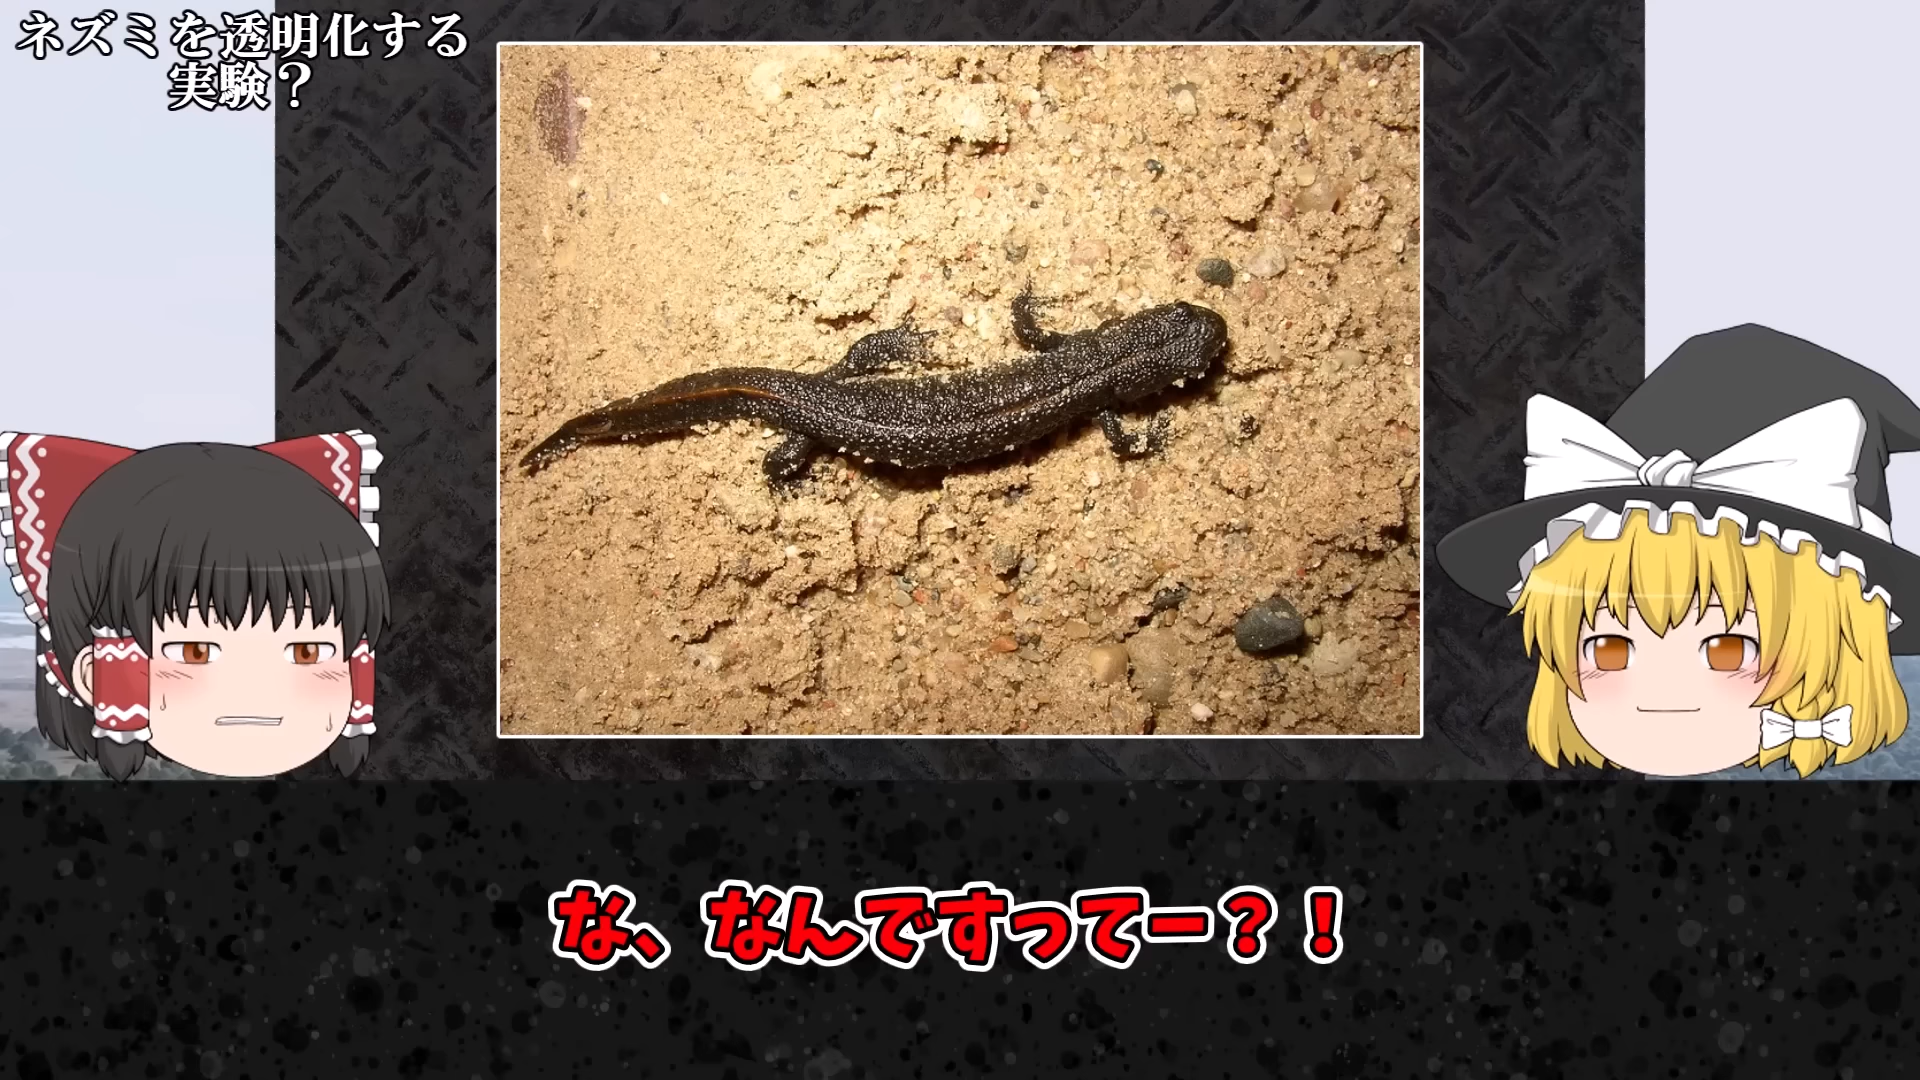 ネズミを透明化する
実験？
な、なんですってー？！